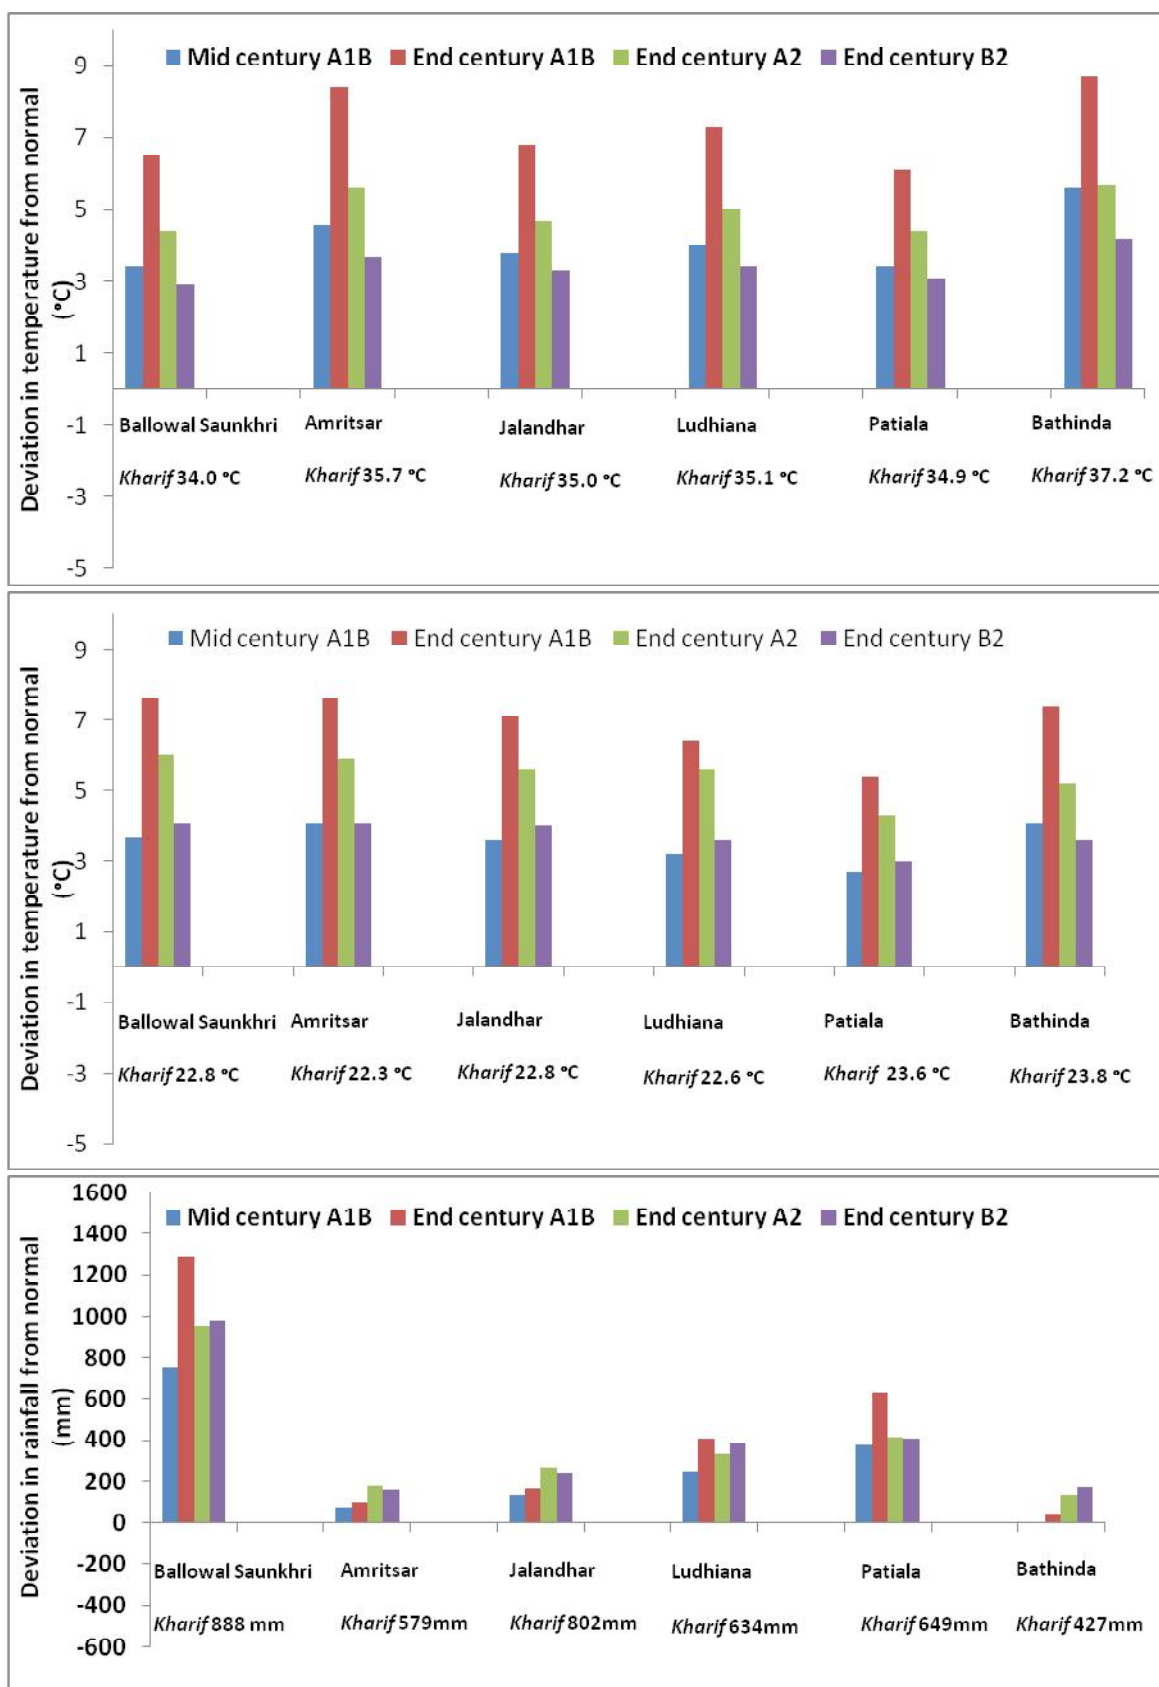 Mid century A1B End century A1B End century A2 End century B2
Deviation in temperature from normal
(°C)
9
7
5
3
1
-1
-3
-5
Ballowal Saunkhri Amritsar Jalandhar Ludhiana Patiala Bathinda
Kharif 34.0 °C Kharif 35.7 °C Kharif 35.0 °C Kharif 35.1 °C Kharif 34.9 °C Kharif 37.2 °C
Mid century A1B End century A1B End century A2 End century B2
Deviation in temperature from normal
(°C)
9
7
5
3
1
-1
-3
-5
Ballowal Saunkhri Amritsar Jalandhar Ludhiana Patiala Bathinda
Kharif 22.8 °C Kharif 22.3 °C Kharif 22.8 °C Kharif 22.6 °C Kharif 23.6 °C Kharif 23.8 °C
Mid century A1B End century A1B End century A2 End century B2
Deviation in rainfall from normal
(mm)
1600
1400
1200
1000
800
600
400
200
0
-200
-400
-600
Ballowal Saunkhri Amritsar Jalandhar Ludhiana Patiala Bathinda
Kharif 888 mm Kharif 579mm Kharif 802mm Kharif 634mm Kharif 649mm Kharif 427mm